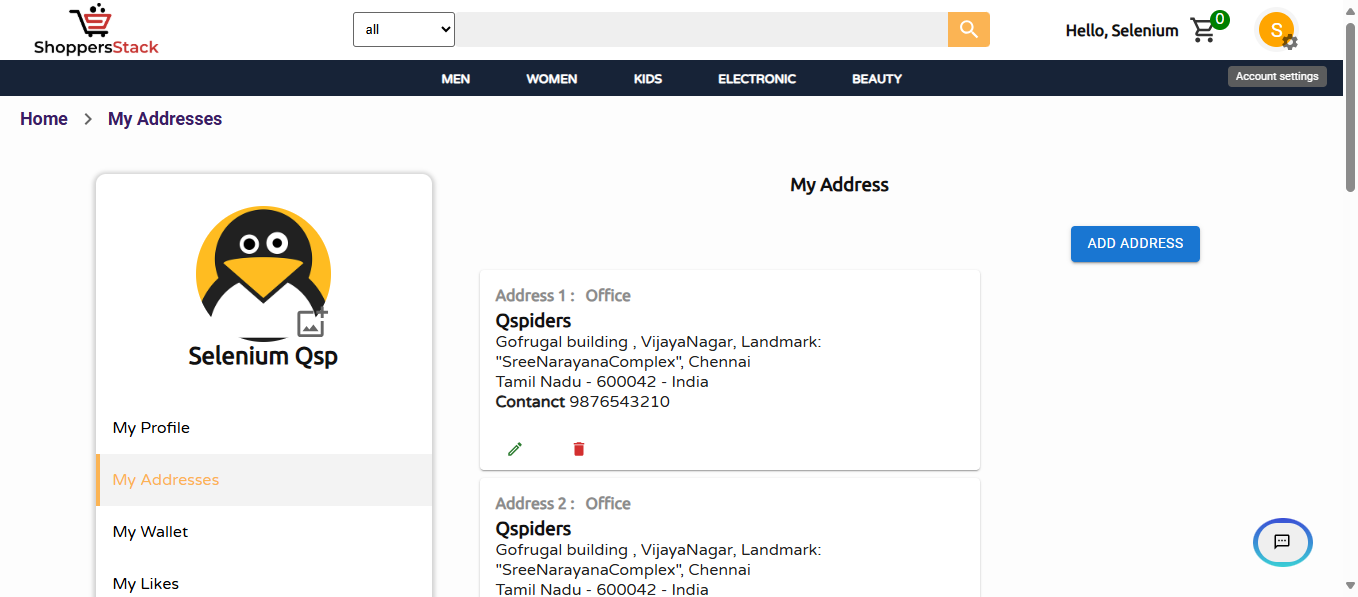 ShoppersStack
all
Hello, Selenium
0
S
MEN WOMEN KIDS ELECTRONIC BEAUTY
Account settings
Home > My Addresses
My Address
ADD ADDRESS
Selenium Qsp
My Profile
My Addresses
My Wallet
My Likes
Address 1 : Office
Qspiders
Gofrugal building , VijayaNagar, Landmark:
"SreeNarayanaComplex", Chennai
Tamil Nadu - 600042 - India
Contanct 9876543210
Address 2 : Office
Qspiders
Gofrugal building , VijayaNagar, Landmark:
"SreeNarayanaComplex", Chennai
Tamil Nadu - 600042 - India